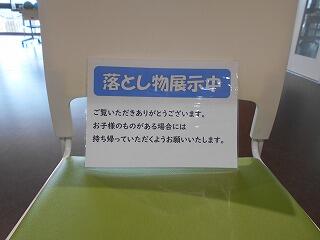 落とし物展示中
ご覧いただきありがとうございます。
お子様のものがある場合には
持ち帰っていただくようお願いいたします。